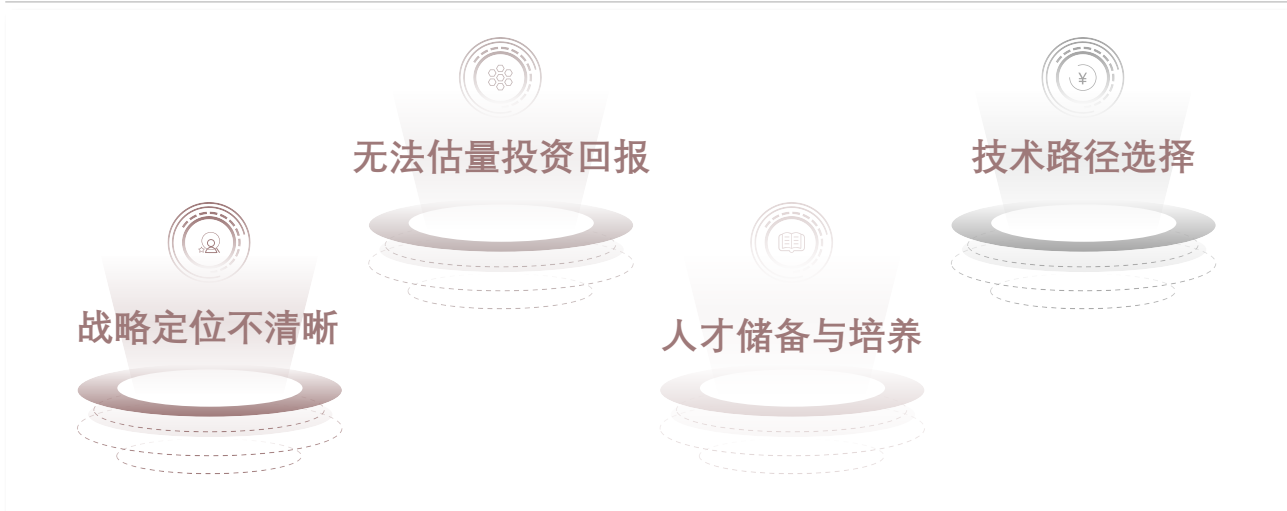 战略定位不清晰
无法估量投资回报
人才储备与培养
技术路径选择
¥